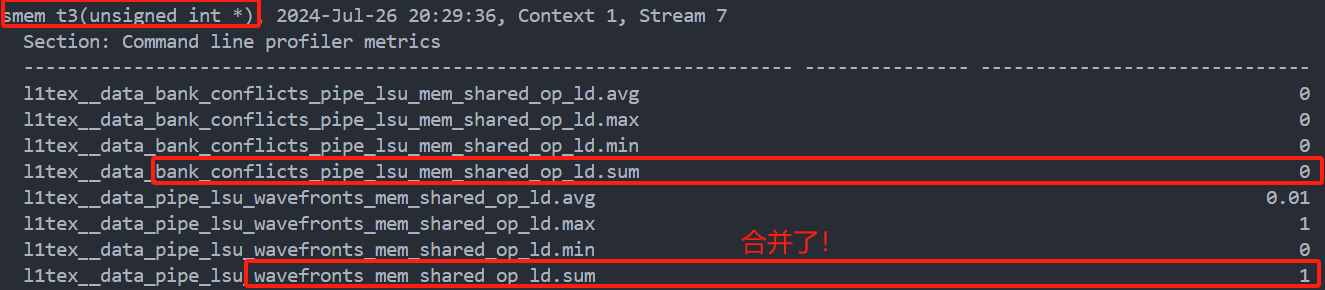 smem t3(unsigned int *), 2024-Jul-26 20:29:36, Context 1, Stream 7
Section: Command line profiler metrics
---------------------------------------------------------------------- --------------- ------------------------------
l1tex__data_bank_conflicts_pipe_lsu_mem_shared_op_ld.avg 0
l1tex__data_bank_conflicts_pipe_lsu_mem_shared_op_ld.max 0
l1tex__data_bank_conflicts_pipe_lsu_mem_shared_op_ld.min 0
l1tex__data_bank_conflicts_pipe_lsu_mem_shared_op_ld.sum 0
l1tex__data_pipe_lsu_wavefronts_mem_shared_op_ld.avg 0.01
l1tex__data_pipe_lsu_wavefronts_mem_shared_op_ld.max 1
合并了!
l1tex__data_pipe_lsu_wavefronts_mem_shared_op_ld.min 0
l1tex__data_pipe_lsu_wavefronts_mem_shared_op_ld.sum 1